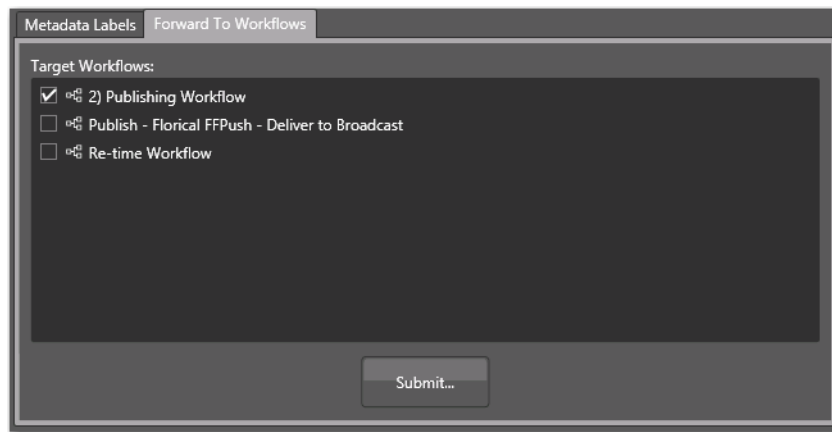 Metadata Labels Forward To Workflows
Target Workflows:
2) Publishing Workflow
Publish - Florical FFPush - Deliver to Broadcast
Re-time Workflow
Submit...